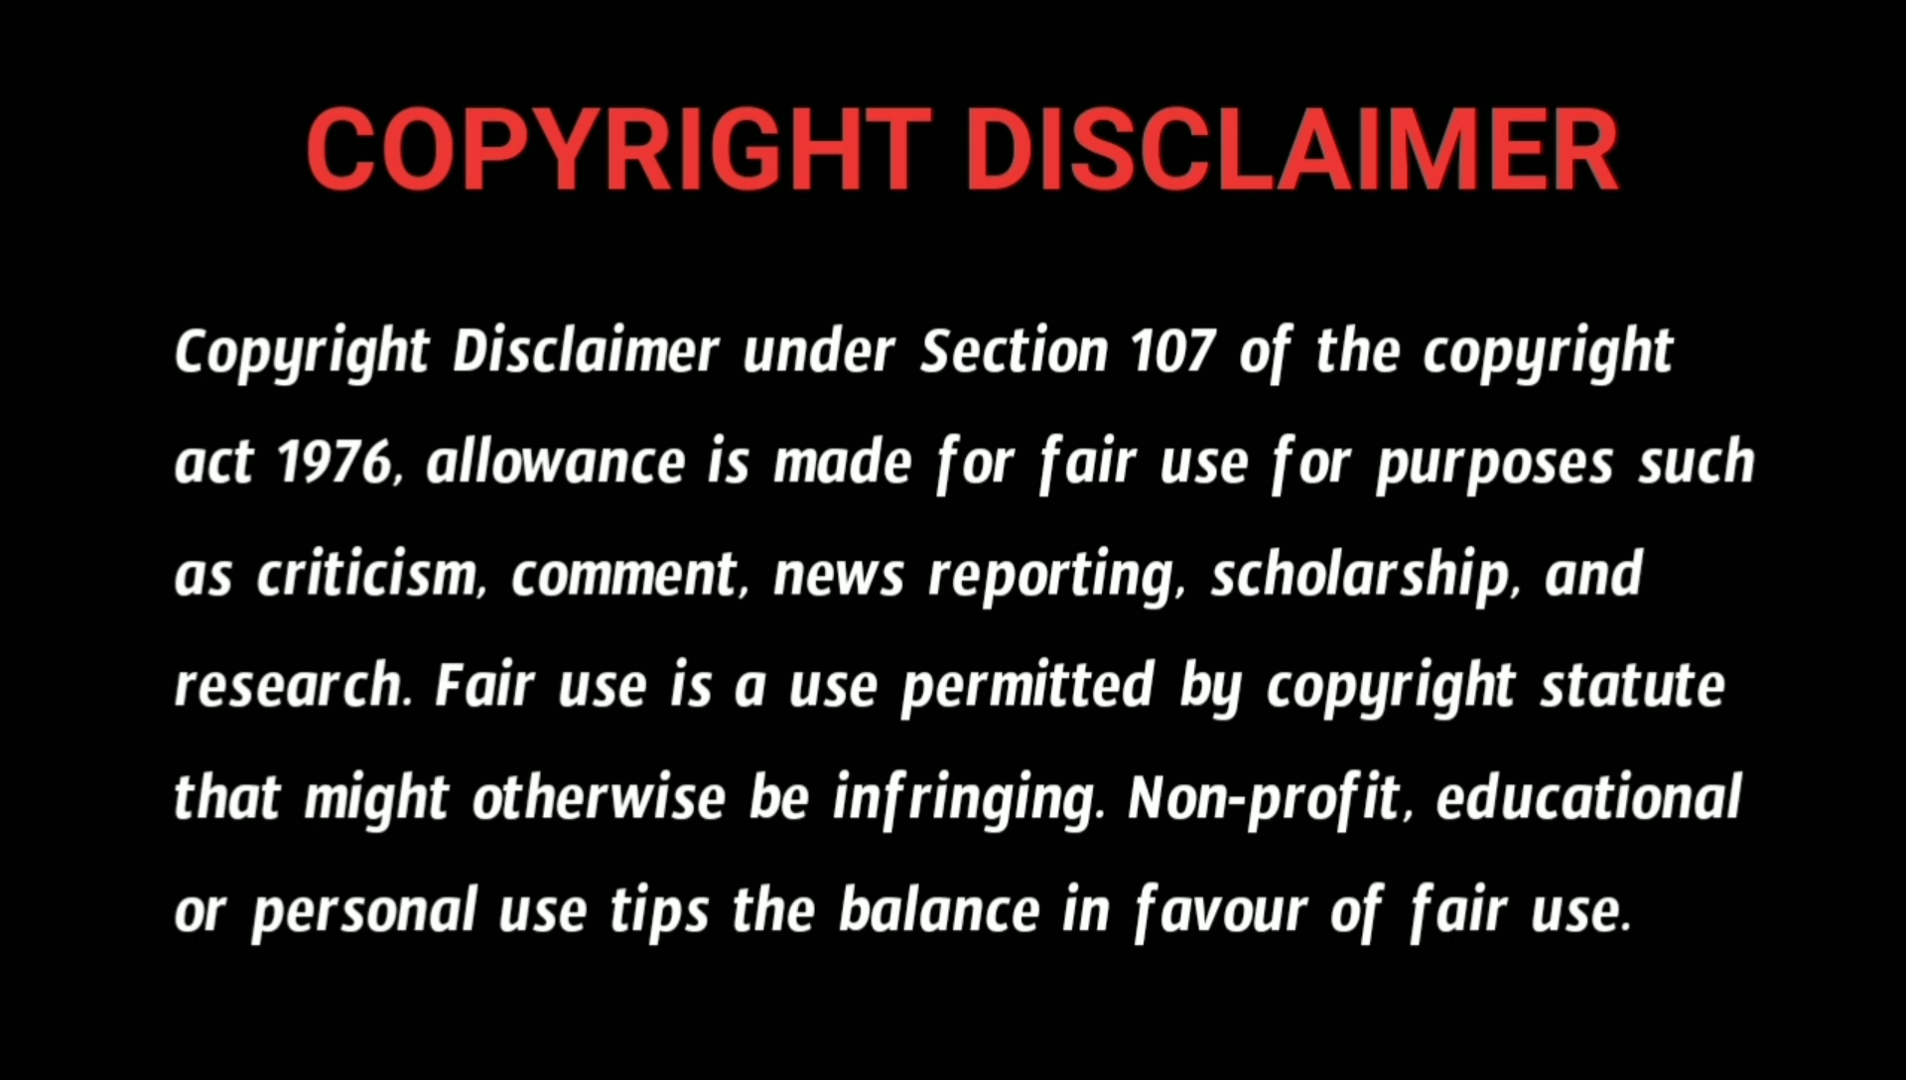 COPYRIGHT DISCLAIMER
Copyright Disclaimer under Section 107 of the copyright
act 1976, allowance is made for fair use for purposes such
as criticism, comment, news reporting, scholarship, and
research. Fair use is a use permitted by copyright statute
that might otherwise be infringing. Non-profit, educational
or personal use tips the balance in favour of fair use.